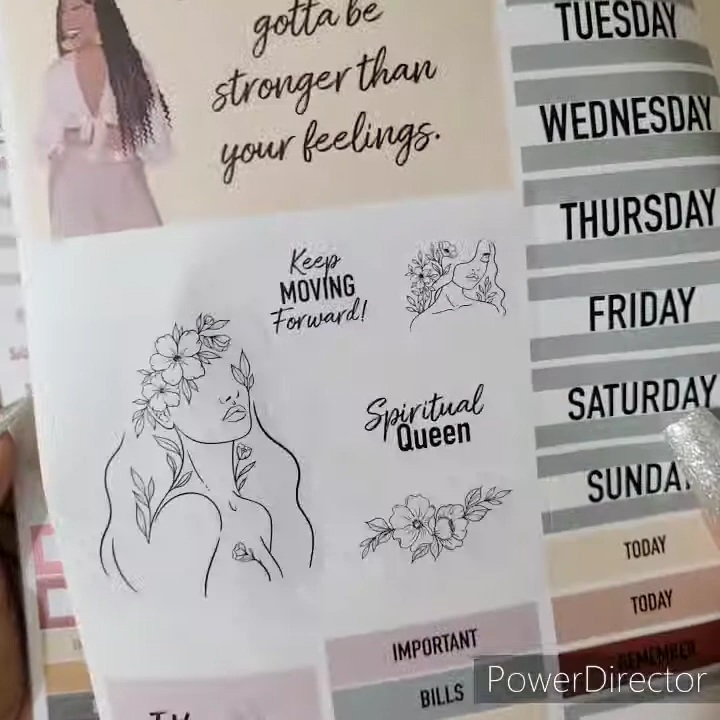 gotta be
stronger than
your feelings.
Keep
MOVING
Forward!
Spiritual
Queen
TUESDAY
WEDNESDAY
THURSDAY
FRIDAY
SATURDAY
TODAY
TODAY
REMEMBER
IMPORTANT
BILLS
PowerDirector